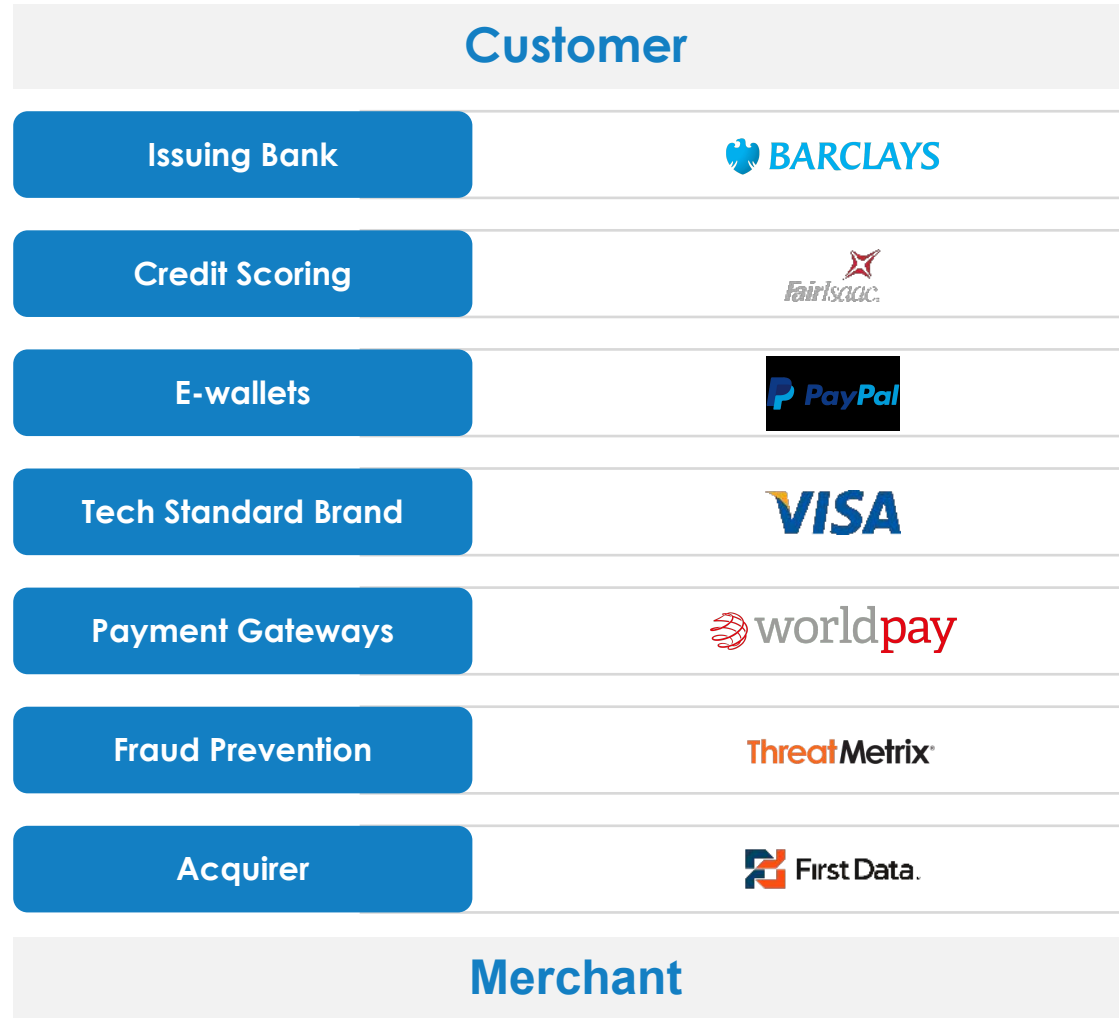 Customer
Issuing Bank
BARCLAYS
Credit Scoring
FairIsaac.
E-wallets
P PayPal
Tech Standard Brand
VISA
Payment Gateways
worldpay
Fraud Prevention
ThreatMetrix®
Acquirer
First Data.
Merchant